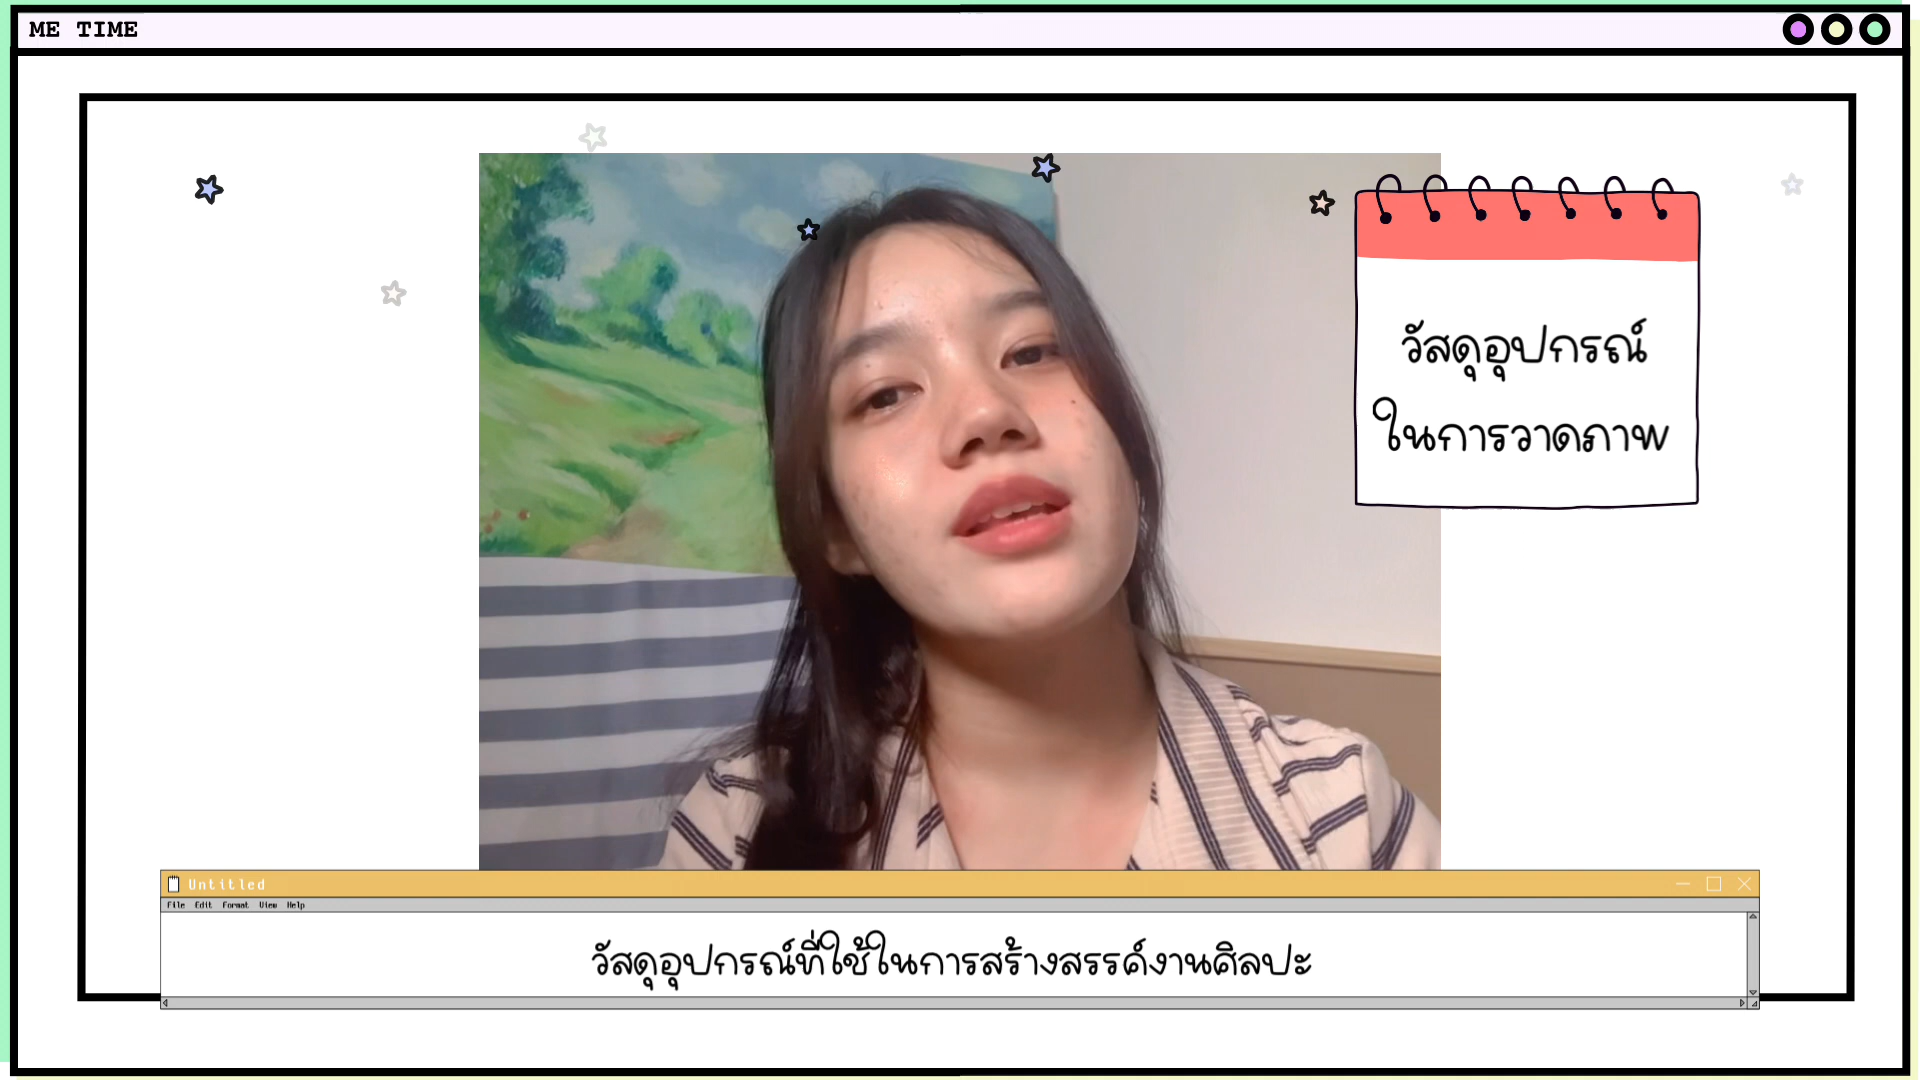 ME TIME
วัสดุอุปกรณ์
ในการวาดภาพ
Untitled
File Edit Format View Help
วัสดุอุปกรณ์ที่ใช้ในการสร้างสรรค์งานศิลปะ